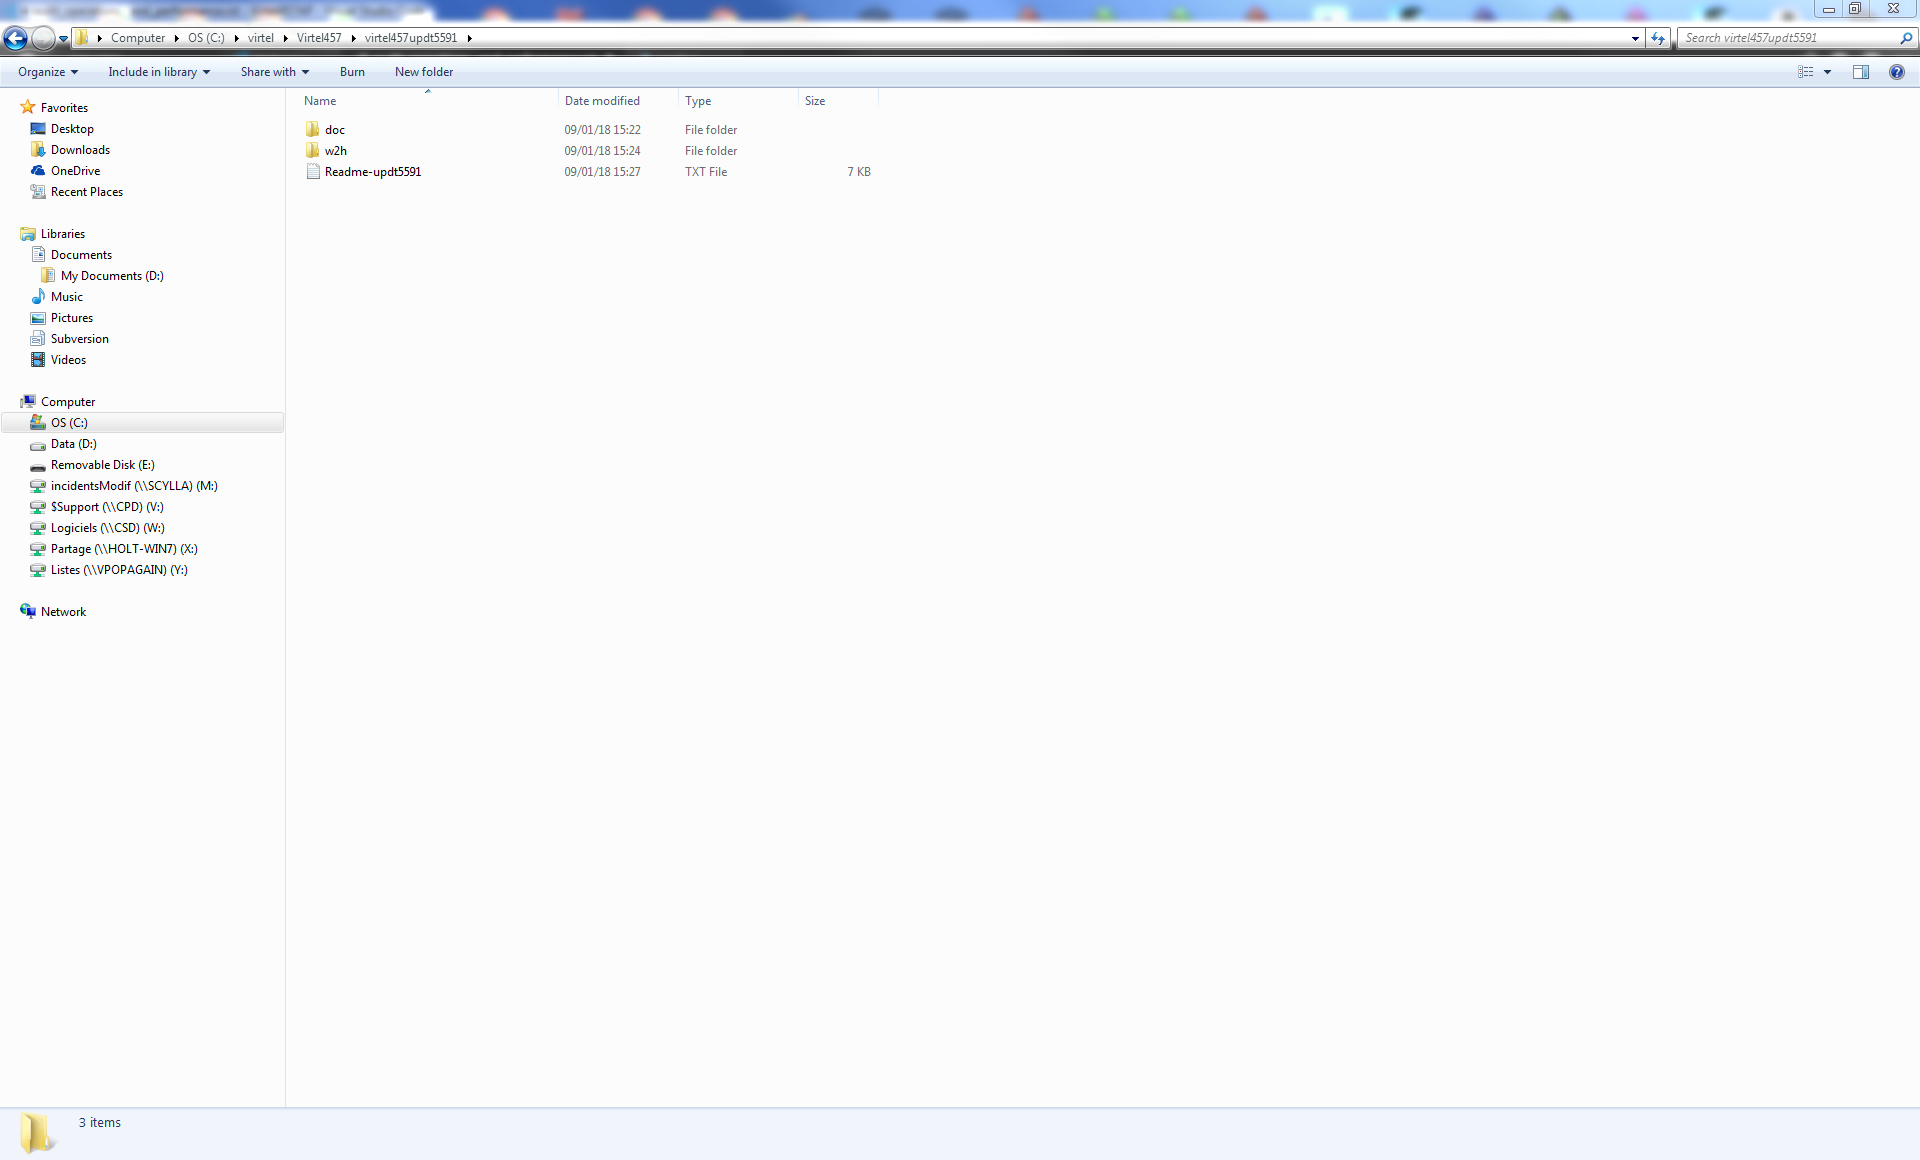 Computer OS (C:) virtel Virtel457 virtel457updt5591
Search virtel457updt5591
Organize Include in library Share with Burn New folder
Name Date modified Type Size
doc 09/01/18 15:22 File folder
w2h 09/01/18 15:24 File folder
Readme-updt5591 09/01/18 15:27 TXT File 7 KB
Favorites
Desktop
Downloads
OneDrive
Recent Places
Libraries
Documents
My Documents (D:)
Music
Pictures
Subversion
Videos
Computer
OS (C:)
Data (D:)
Removable Disk (E:)
incidentsModif (\\SCYLLA) (M:)
$Support (\\CPD) (V:)
Logiciels (\\CSD) (W:)
Partage (\\HOLT-WIN7) (X:)
Listes (\\VPOPAGAIN) (Y:)
Network
3 items